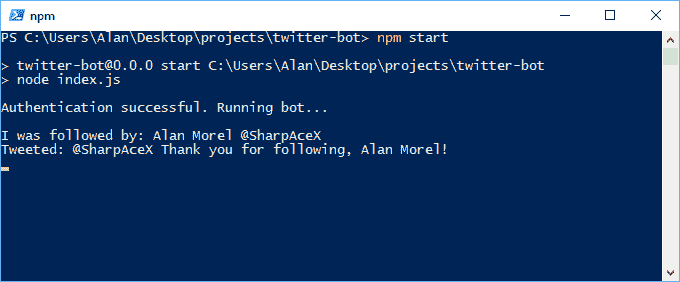 npm
PS C:\Users\Alan\Desktop\projects\twitter-bot> npm start
> twitter-bot@0.0.0 start C:\Users\Alan\Desktop\projects\twitter-bot
> node index.js
Authentication successful. Running bot...
I was followed by: Alan Morel @SharpAceX
Tweeted: @SharpAceX Thank you for following, Alan Morel!